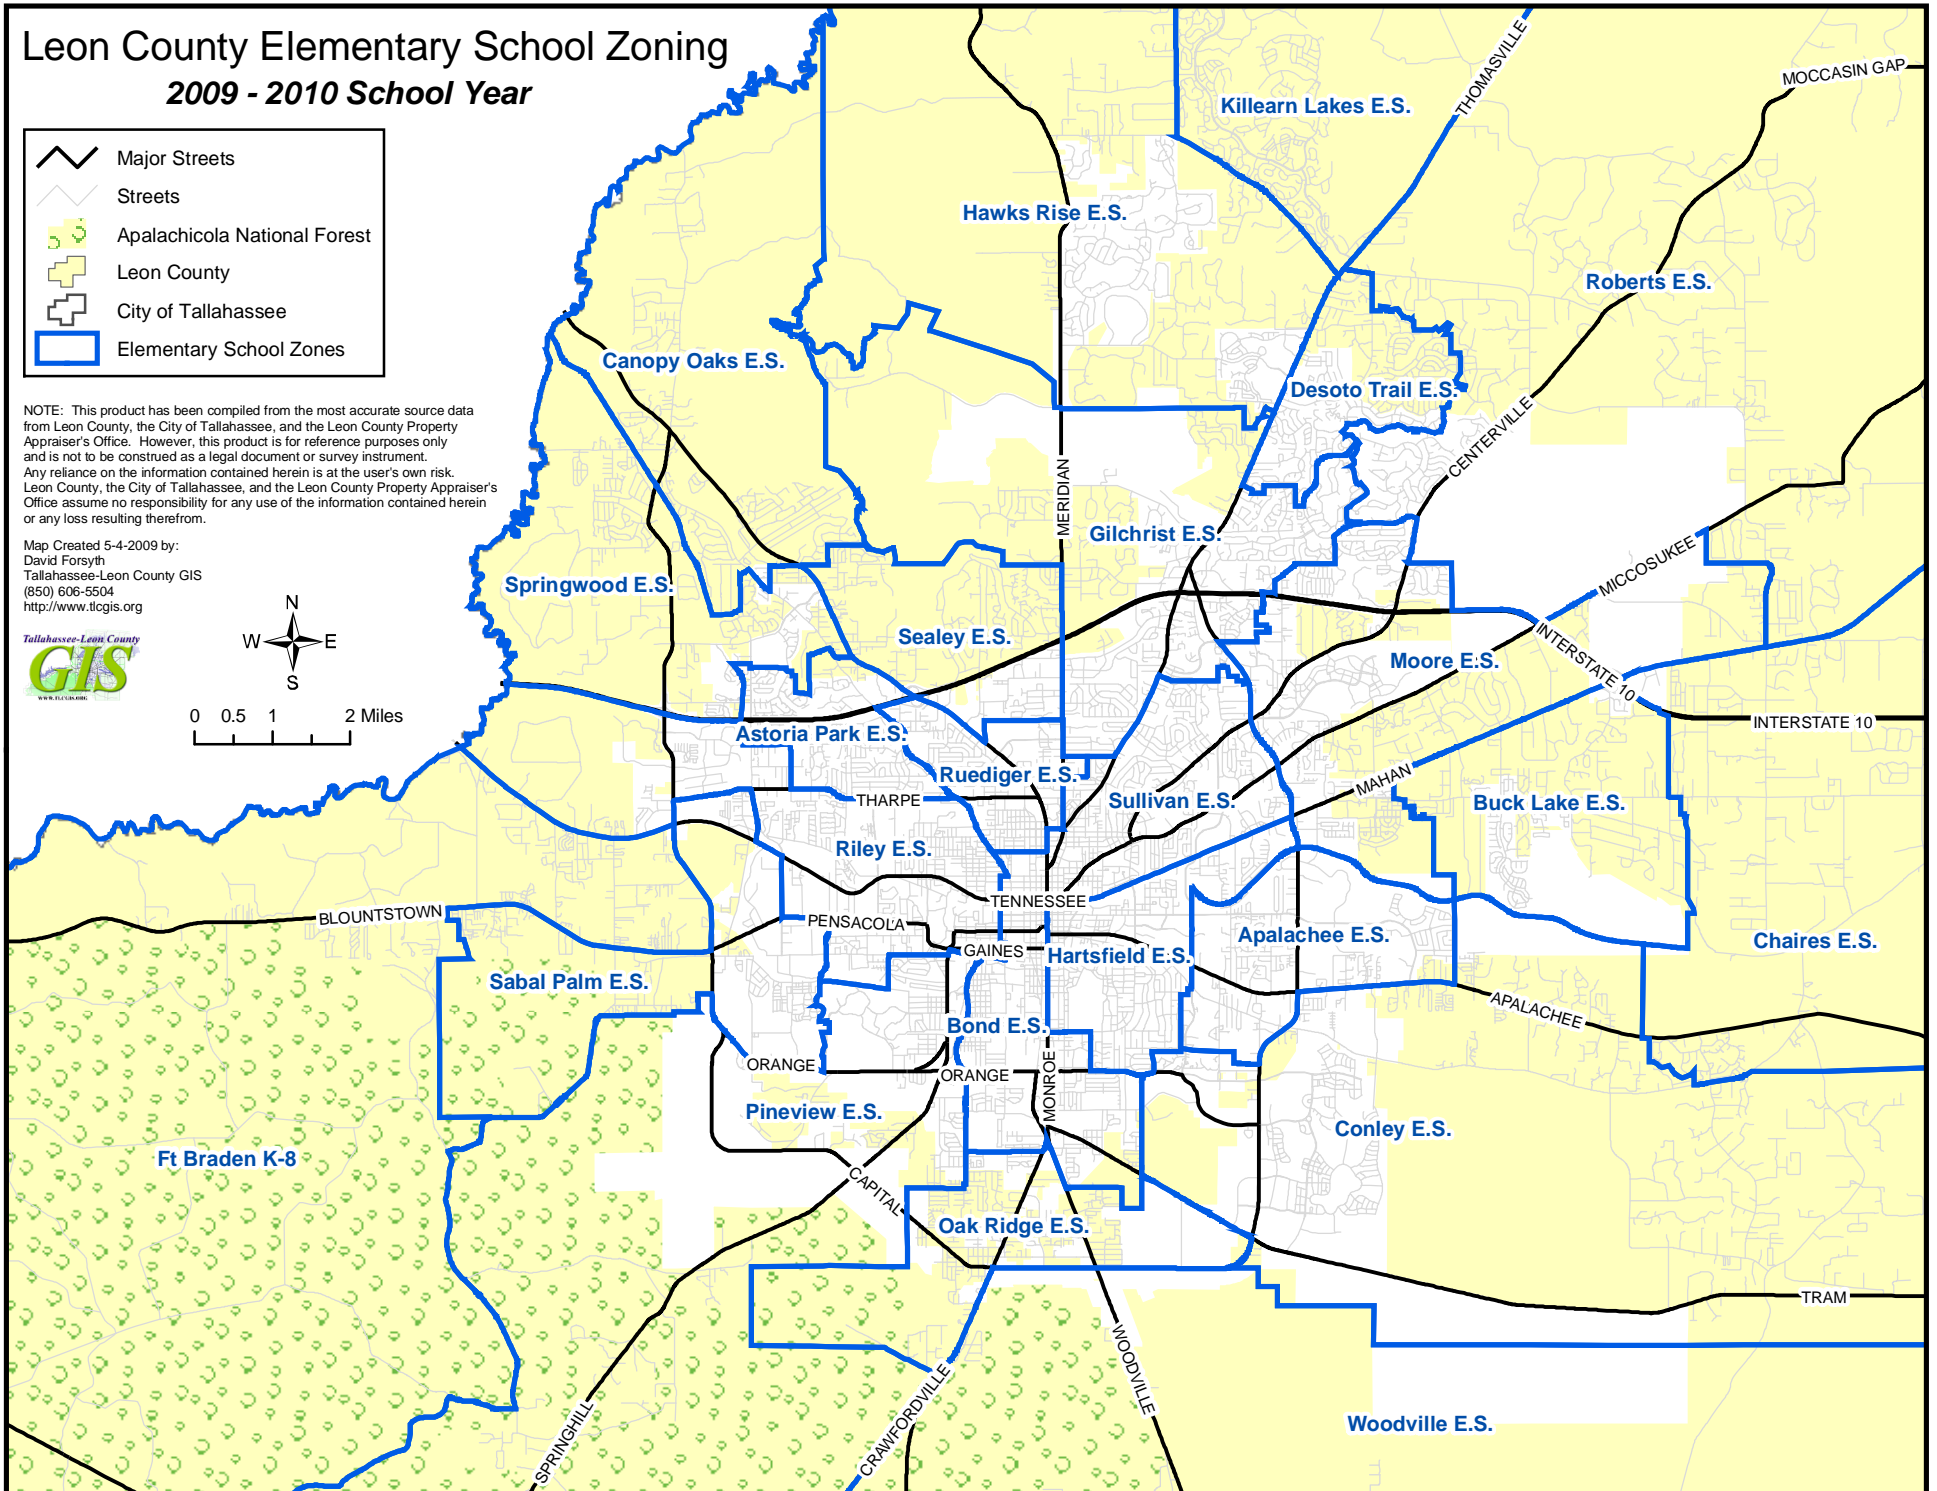 Leon County Elementary School Zoning
2009 - 2010 School Year
Major Streets
Streets
Apalachicola National Forest
Leon County
City of Tallahassee
Elementary School Zones
NOTE: This product has been compiled from the most accurate source data
from Leon County, the City of Tallahassee, and the Leon County Property
Appraiser's Office. However, this product is for reference purposes only
and is not to be construed as a legal document or survey instrument.
Any reliance on the information contained herein is at the user's own risk.
Leon County, the City of Tallahassee, and the Leon County Property Appraiser's
Office assume no responsibility for any use of the information contained herein
or any loss resulting therefrom.
Map Created 5-4-2009 by:
David Forsyth
Tallahassee-Leon County GIS
(850) 606-5504
http://www.tlcgis.org
Tallahassee-Leon County
GIS
WWW.TLCGIS.ORG
N
W E
S
0 0.5 1 2 Miles
THOMASVILLE
MOCCASIN GAP
Killearn Lakes E.S.
Hawks Rise E.S.
Roberts E.S.
Canopy Oaks E.S.
Desoto Trail E.S.
CENTERVILLE
MERIDIAN
Gilchrist E.S.
MICCOSUKEE
Springwood E.S.
Sealey E.S.
Moore E.S.
INTERSTATE 10
INTERSTATE 10
Astoria Park E.S.
Ruediger E.S.
MAHAN
THARPE
Sullivan E.S.
Buck Lake E.S.
Riley E.S.
TENNESSEE
BLOUNTSTOWN
PENSACOLA
GAINES
Hartsfield E.S.
Apalachee E.S.
Chaires E.S.
Sabal Palm E.S.
APALACHEE
Bond E.S.
ORANGE
ORANGE
MONROE
Pineview E.S.
Conley E.S.
Ft Braden K-8
CAPITAL
Oak Ridge E.S.
TRAM
WOODVILLE
CRAWFORDVILLE
SPRINGHILL
Woodville E.S.